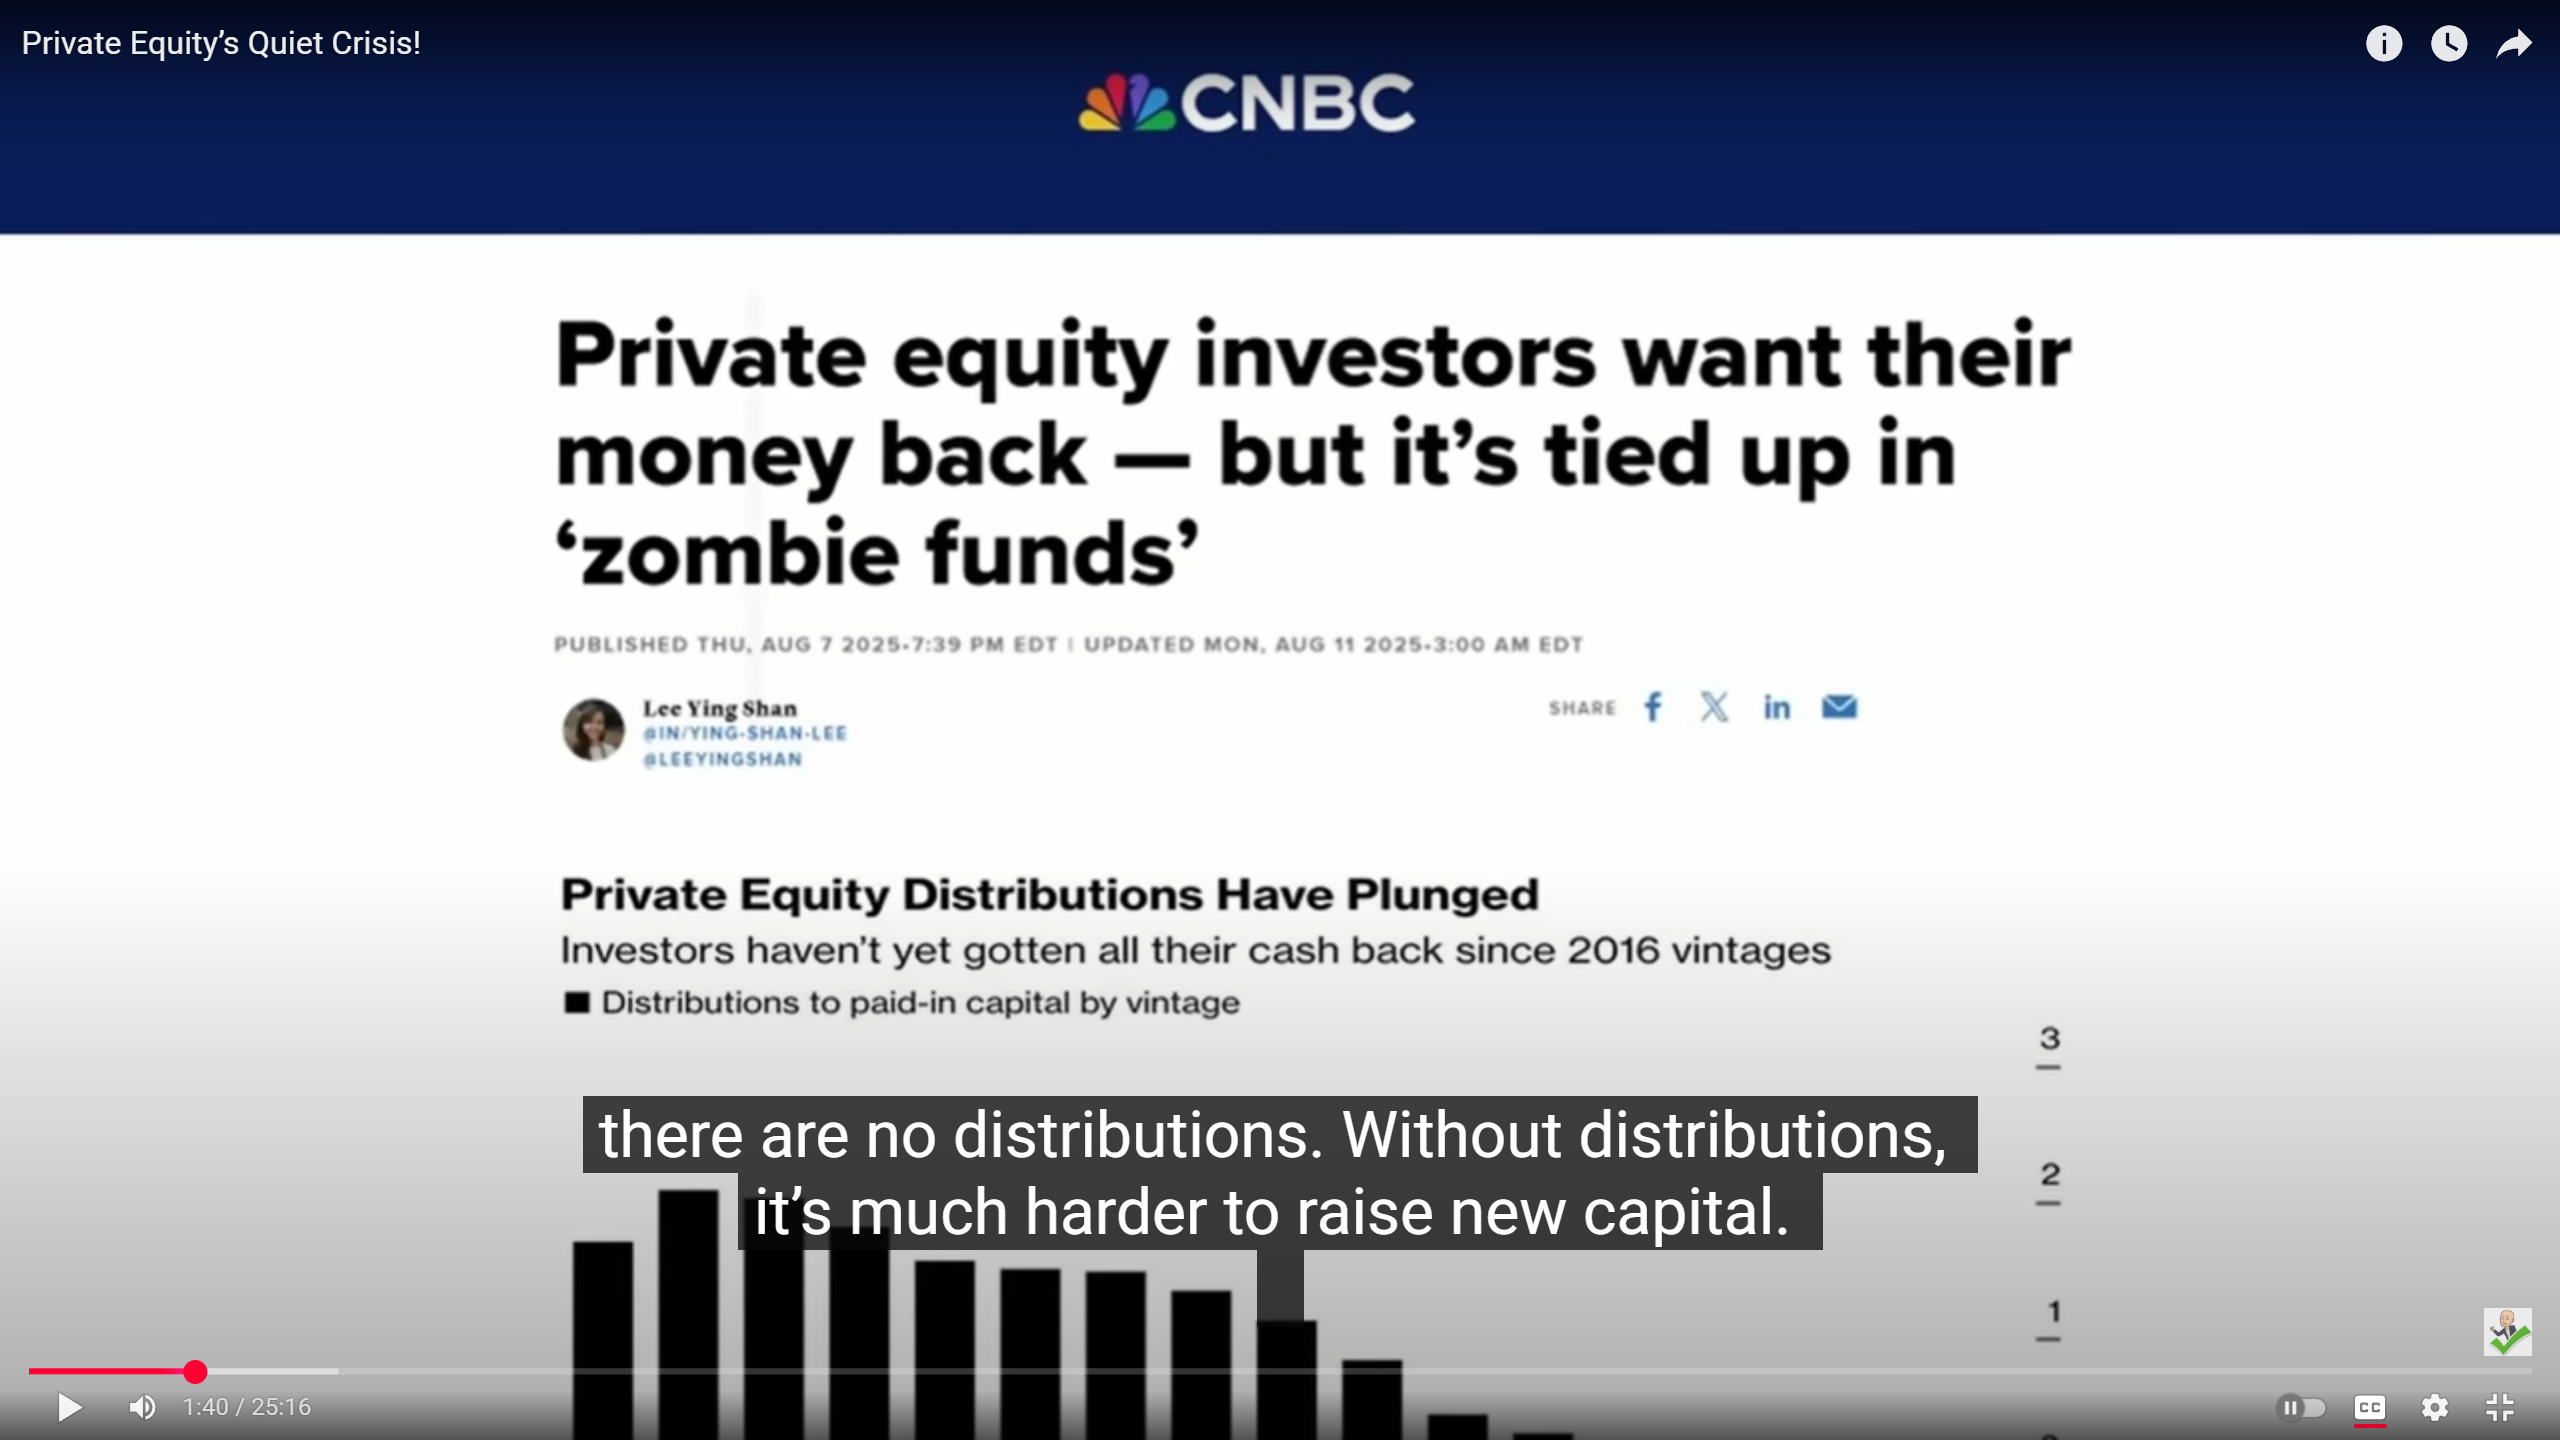 Private Equity’s Quiet Crisis!
CNBC
Private equity investors want their
money back — but it’s tied up in
‘zombie funds’
PUBLISHED THU, AUG 7 2025•7:39 PM EDT | UPDATED MON, AUG 11 2025•3:00 AM EDT
Lee Ying Shan
@IN/YING-SHAN-LEE
@LEEYINGSHAN
SHARE
Private Equity Distributions Have Plunged
Investors haven’t yet gotten all their cash back since 2016 vintages
Distributions to paid-in capital by vintage
3
there are no distributions. Without distributions,
2
it’s much harder to raise new capital.
1
1:40 / 25:16
CC